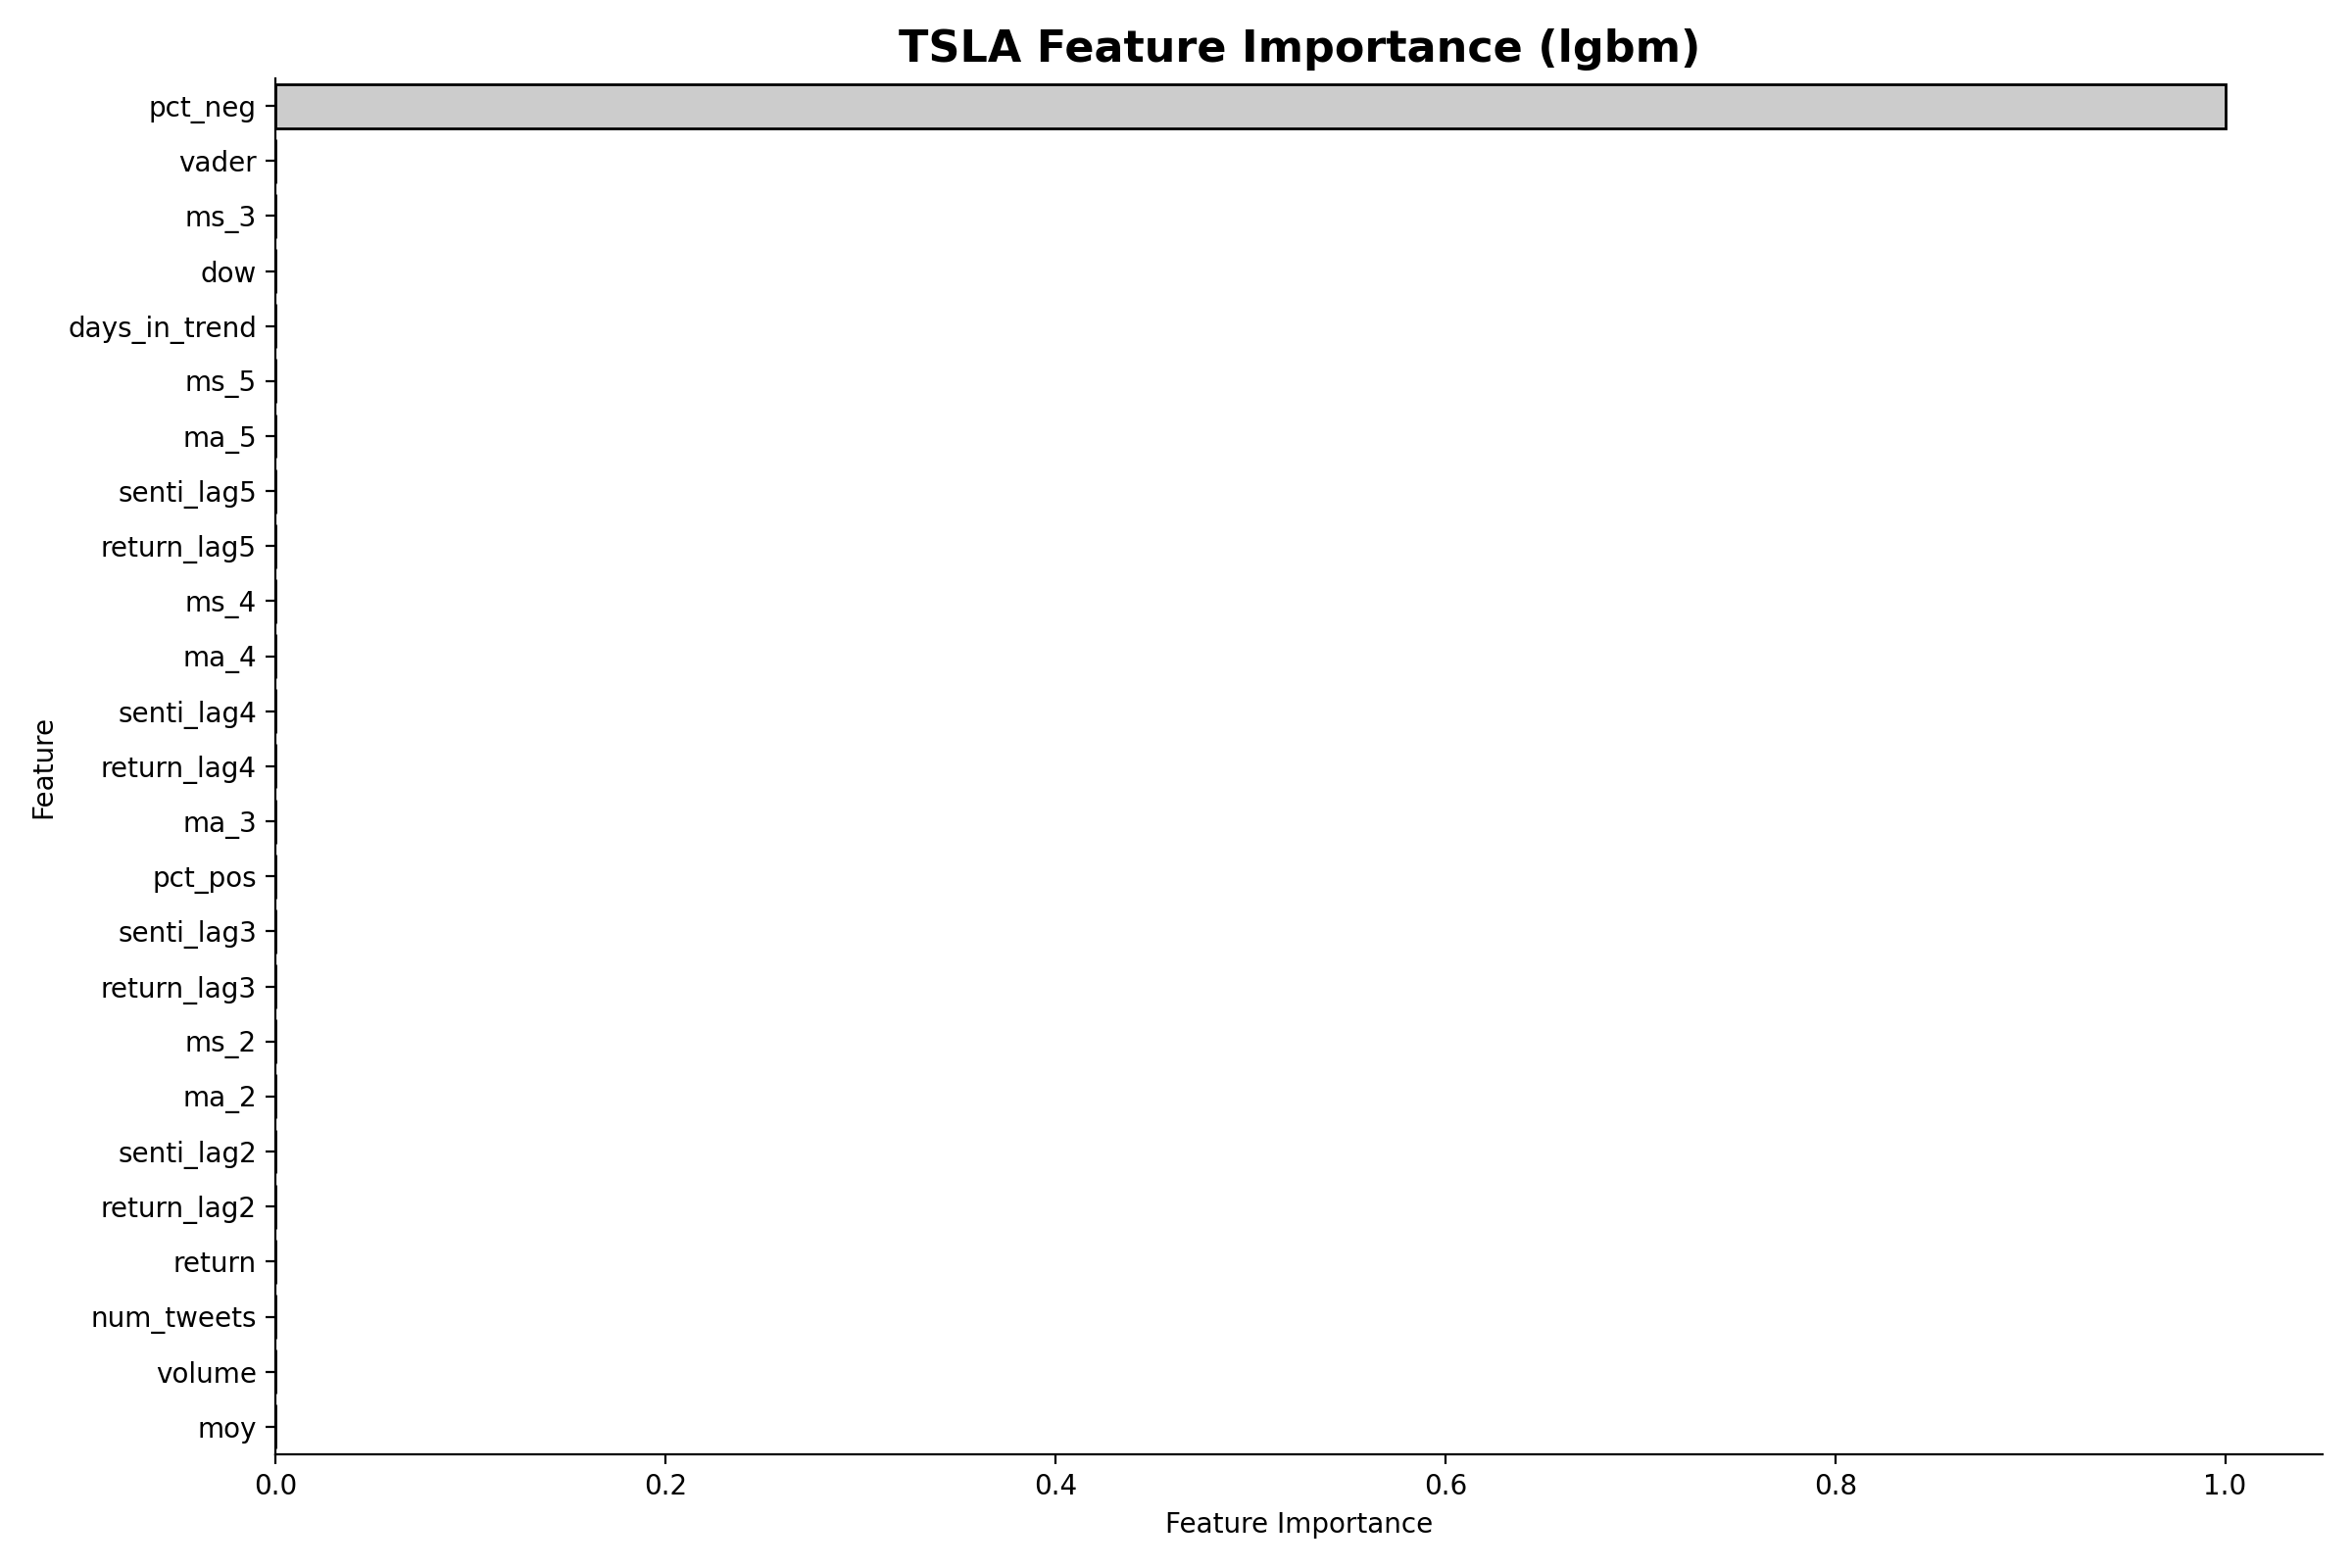 TSLA Feature Importance (lgbm)
pct_neg
vader
ms_3
dow
days_in_trend
ms_5
ma_5
senti_lag5
return_lag5
ms_4
ma_4
senti_lag4
return_lag4
ma_3
pct_pos
senti_lag3
return_lag3
ms_2
ma_2
senti_lag2
return_lag2
return
num_tweets
volume
moy
Feature
0.0 0.2 0.4 0.6 0.8 1.0
Feature Importance